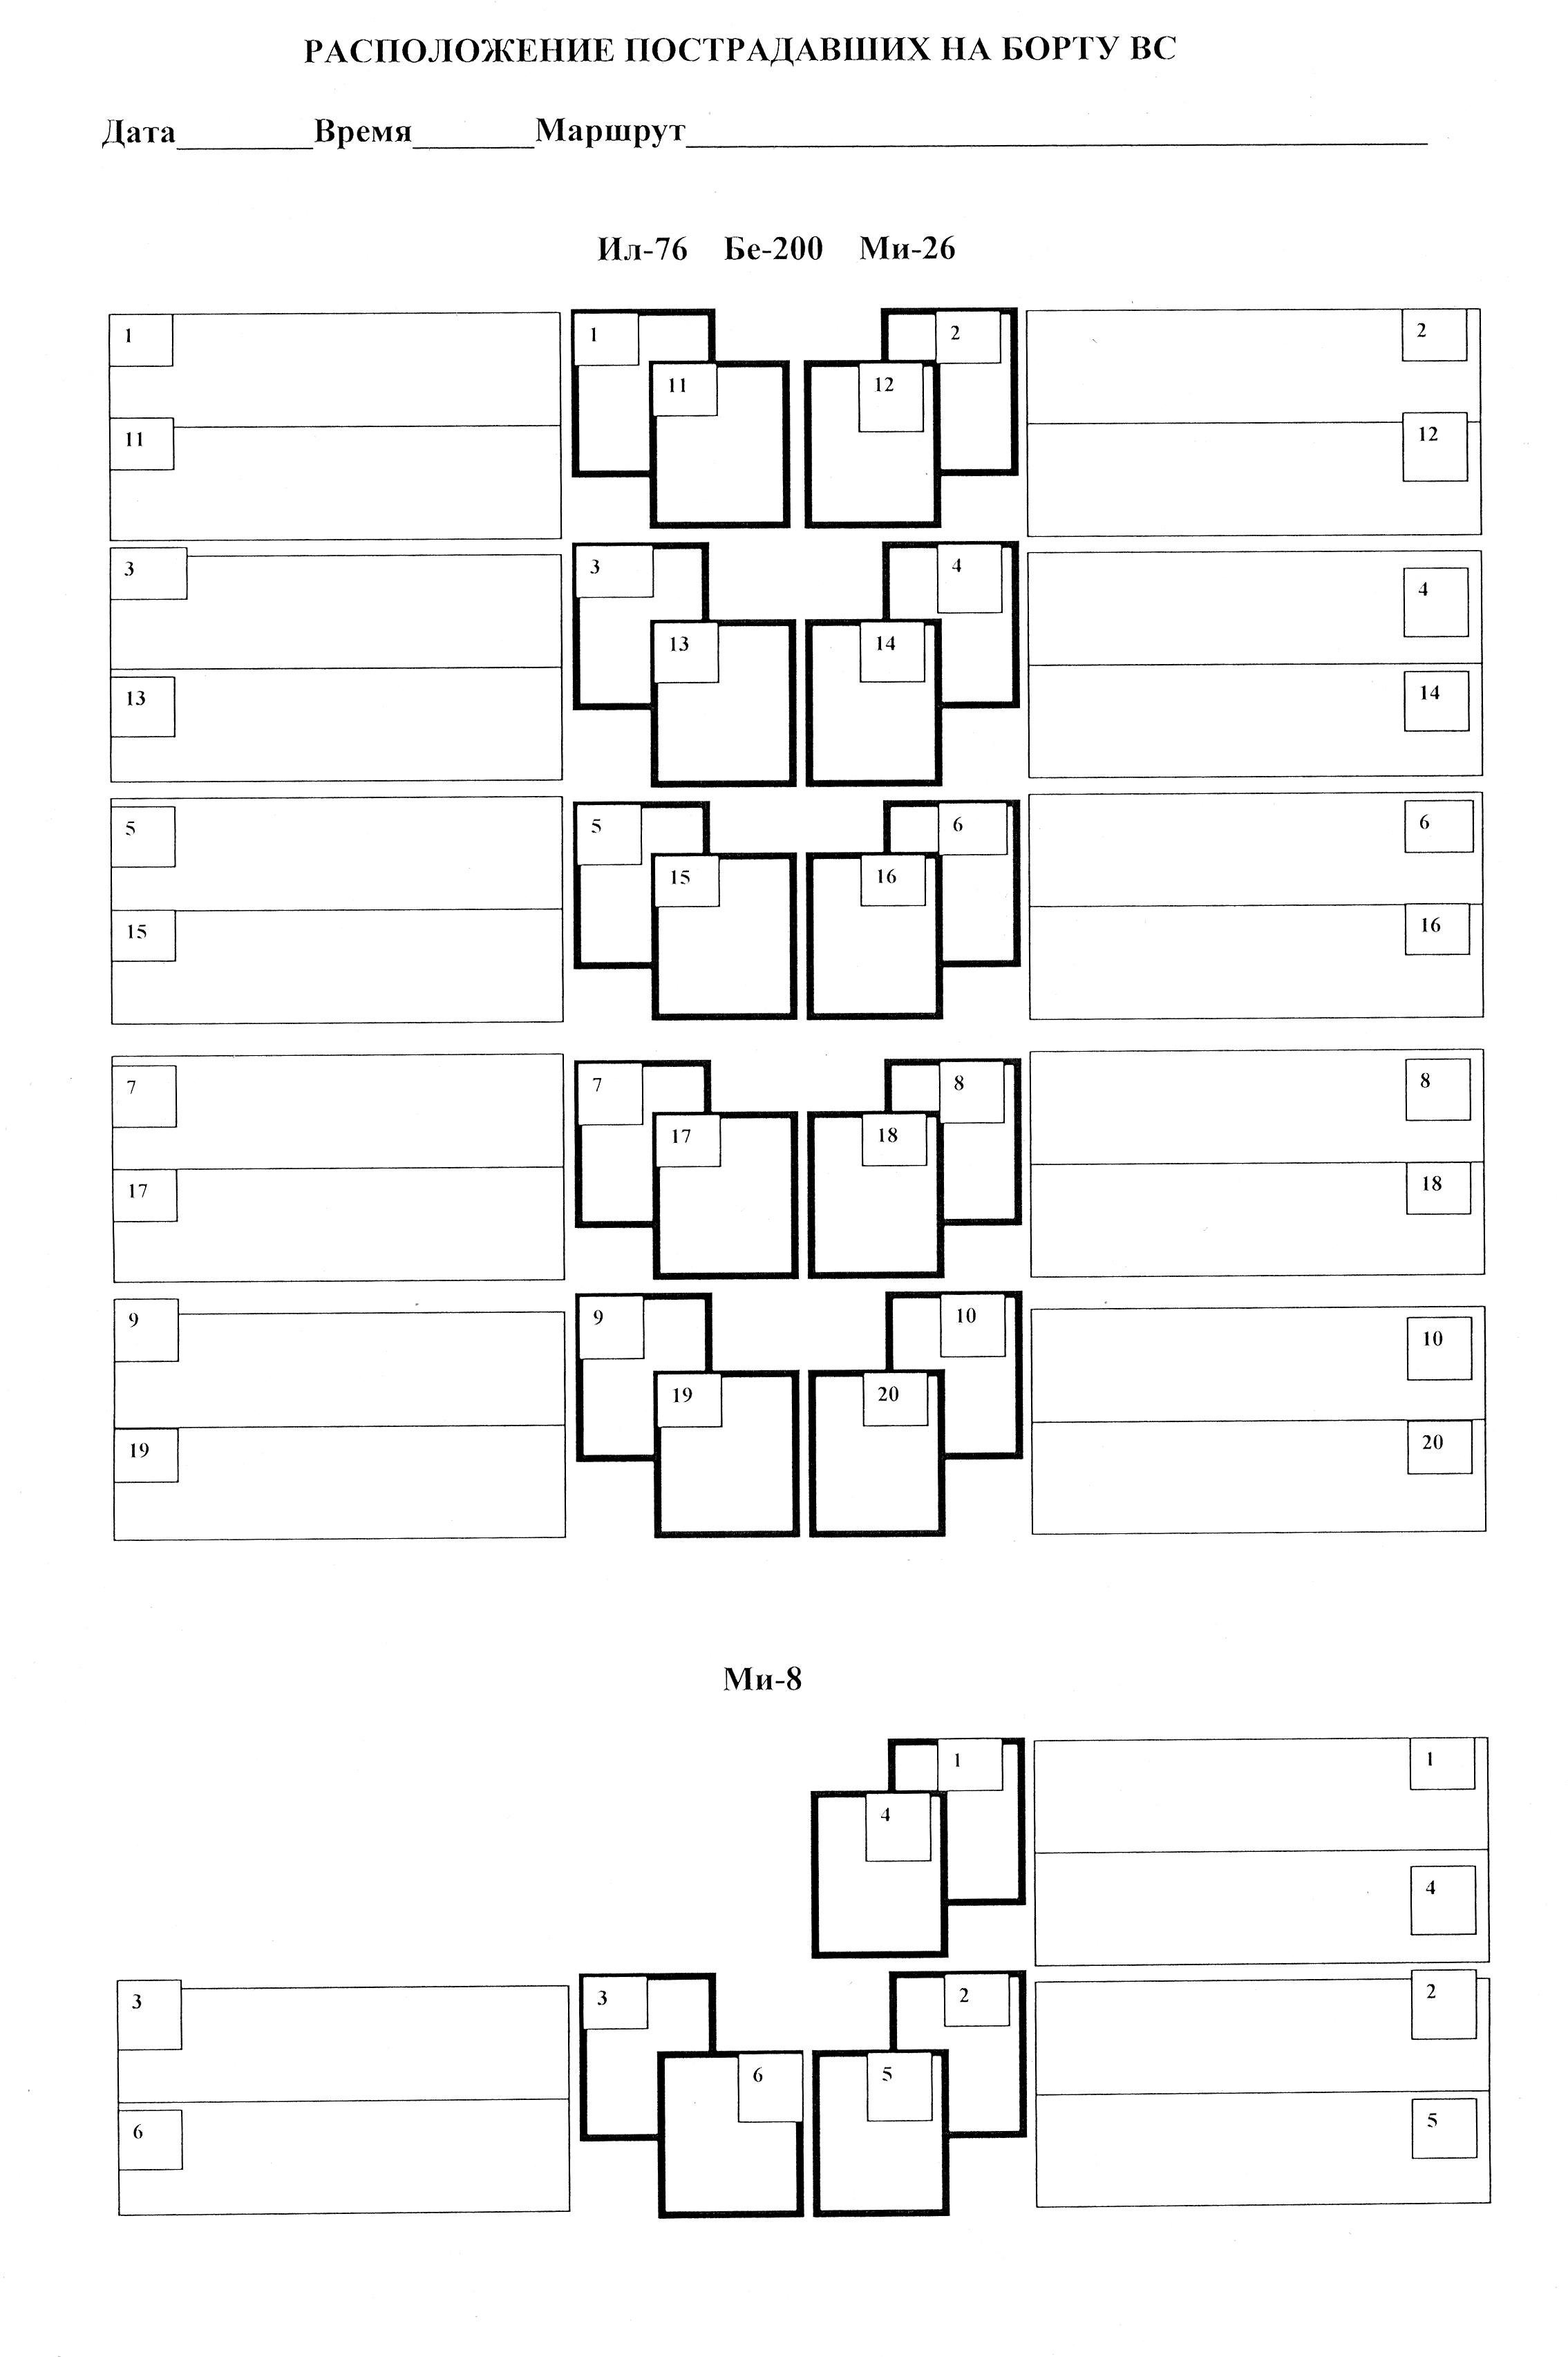 РАСПОЛОЖЕНИЕ ПОСТРАДАВШИХ НА БОРТУ ВС
Дата________Время_______Маршрут____________________________________________
Ил-76 Бе-200 Ми-26
1 1 2 2
11 11 12 12
3 3 4 4
13 13 14 14
5 5 6 6
15 15 16 16
7 7 8 8
17 17 18 18
9 9 10 10
19 19 20 20
Ми-8
1 1
4 4
3 3 2 2
6 6 5 5